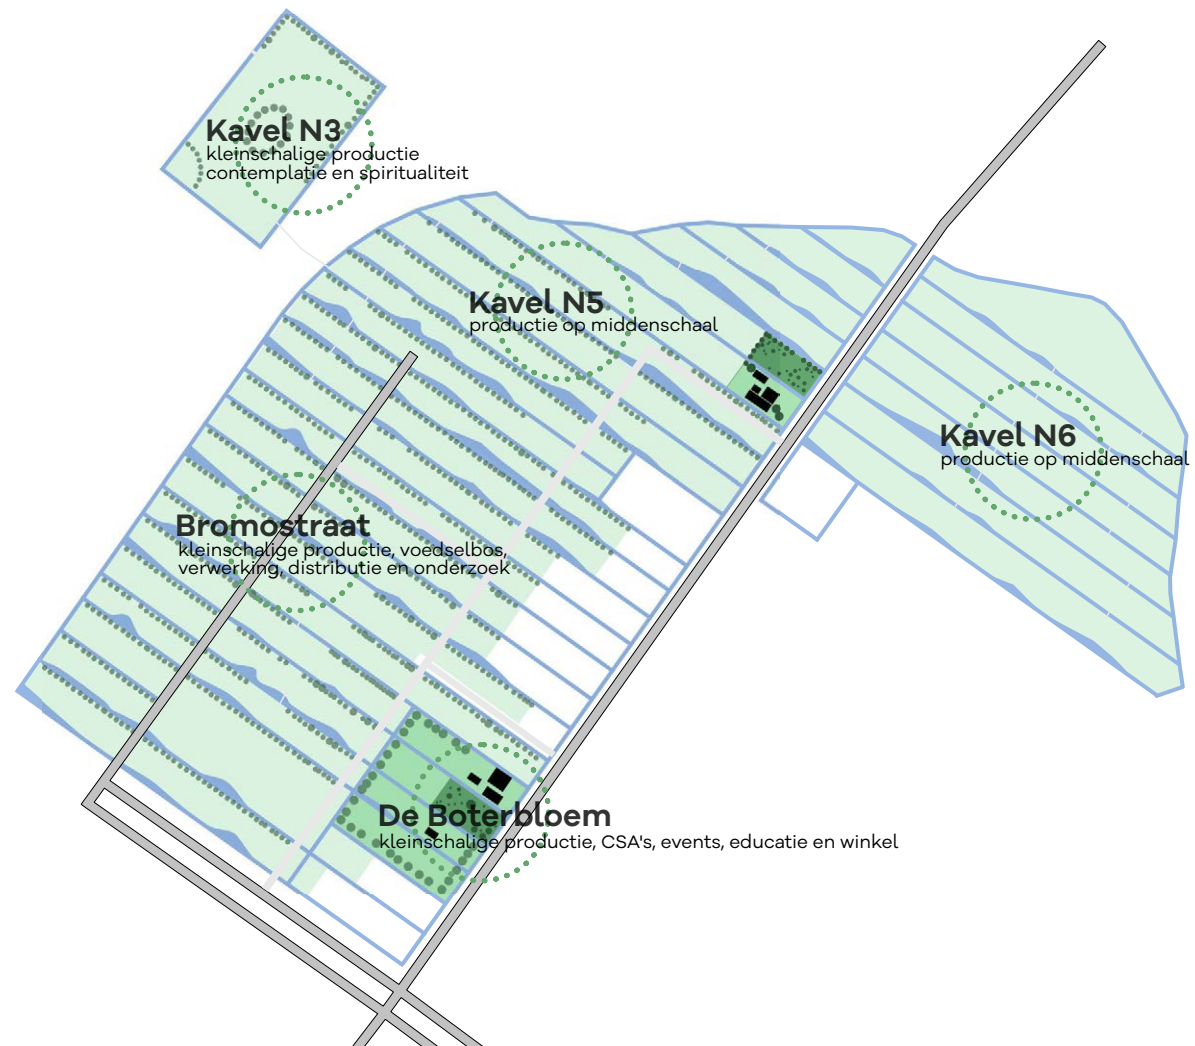 Kavel N3
kleinschalige productie
contemplatie en spiritualiteit
Kavel N5
productie op middenschaal
Kavel N6
productie op middenschaal
Bromostraat
kleinschalige productie, voedselbos,
verwerking, distributie en onderzoek
De Boterbloem
kleinschalige productie, CSA's, events, educatie en winkel